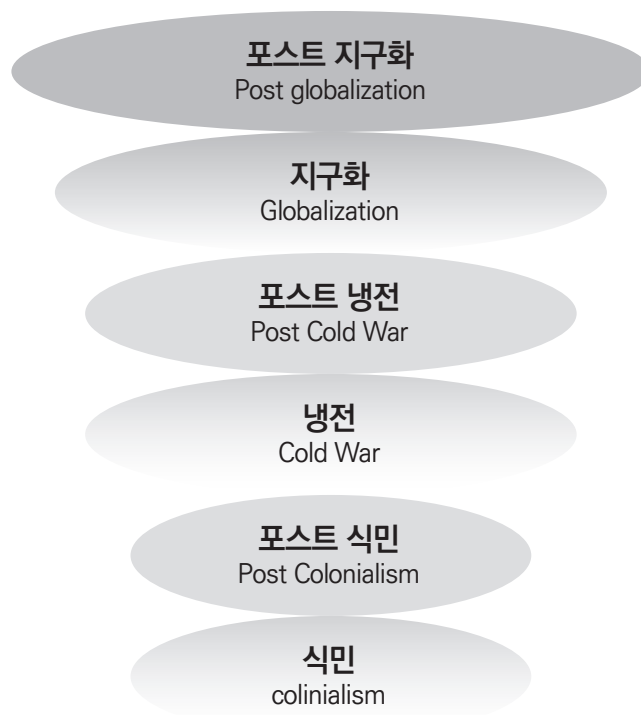 포스트 지구화
Post globalization
지구화
Globalization
포스트 냉전
Post Cold War
냉전
Cold War
포스트 식민
Post Colonialism
식민
colinialism